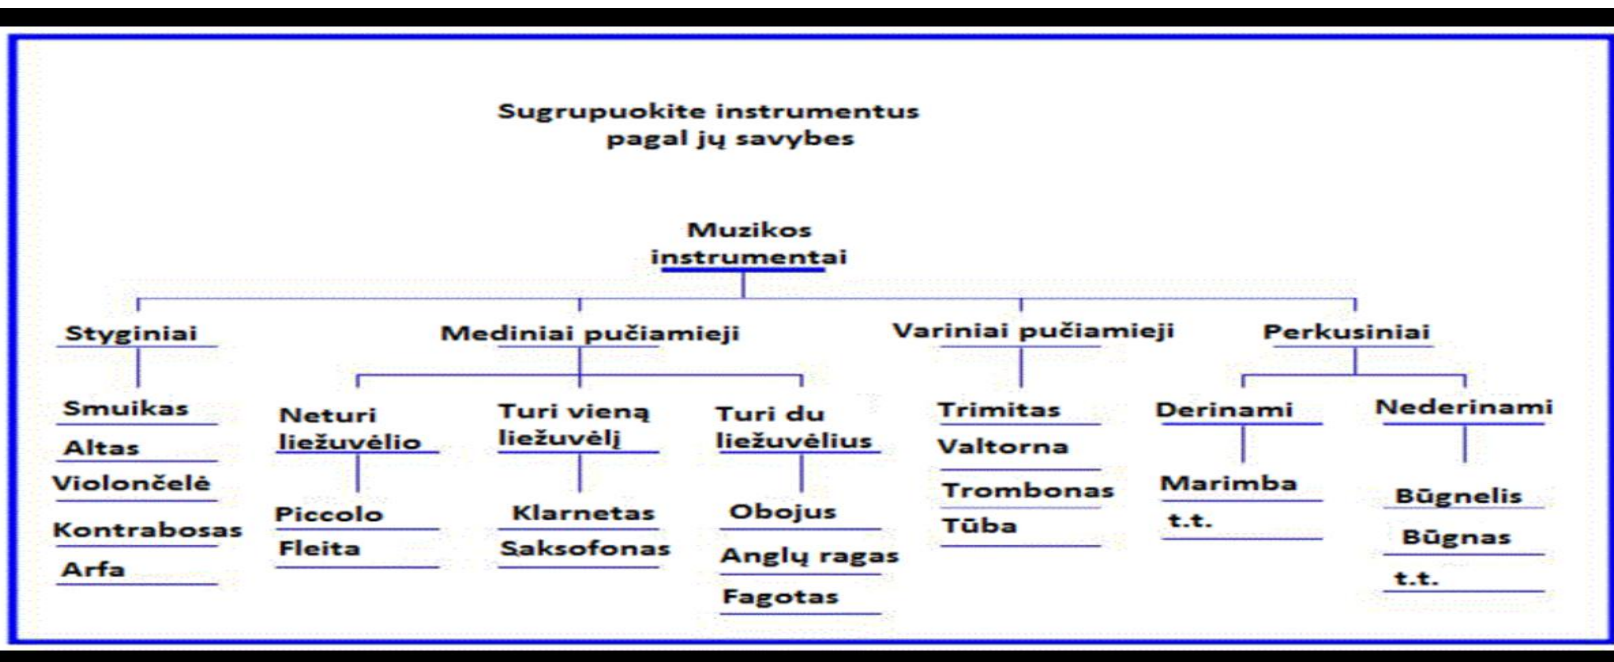 Sugrupuokite instrumentus
pagal jų savybes
Muzikos
instrumentai
Styginiai
Mediniai pučiamieji
Variniai pučiamieji
Perkusiniai
Smuikas
Altas
Violončelė
Kontrabosas
Arfa
Neturi
liežuvėlio
Piccolo
Fleita
Turi vieną
liežuvėlį
Klarnetas
Saksofonas
Turi du
liežuvėlius
Obojus
Anglų ragas
Fagotas
Trimitas
Valtorna
Trombonas
Tūba
Derinami
Marimba
t.t.
Nederinami
Būgnelis
Būgnas
t.t.